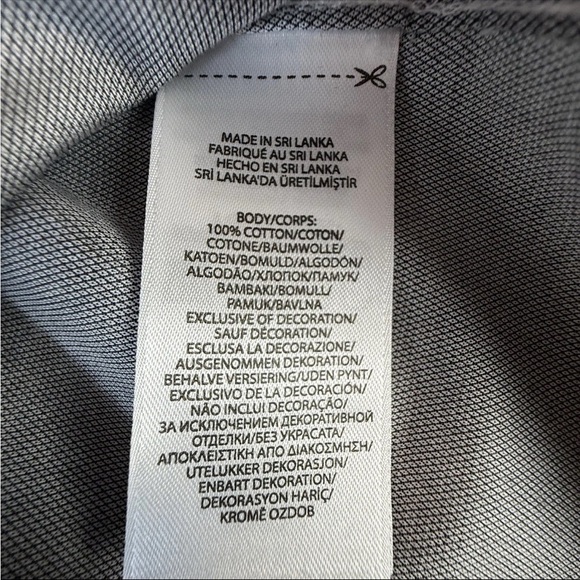 MADE IN SRI LANKA
FABRIQUÉ AU SRI LANKA
HECHO EN SRI LANKA
SRİ LANKA'DA ÜRETİLMİŞTİR
BODY/CORPS:
100% COTTON/COTON/
COTONE/BAUMWOLLE/
KATOEN/BOMULD/ALGODÓN/
ALGODÃO/ХЛОПОК/ПАМУК/
ΒΑΜΒΑΚΙ/BOMULL/
PAMUK/BAVLNA
EXCLUSIVE OF DECORATION/
SAUF DÉCORATION/
ESCLUSA LA DECORAZIONE/
AUSGENOMMEN DEKORATION/
BEHALVE VERSIERING/UDEN PYNT/
EXCLUSIVO DE LA DECORACIÓN/
NÃO INCLUI DECORAÇÃO/
ЗА ИСКЛЮЧЕНИЕМ ДЕКОРАТИВНОЙ
ОТДЕЛКИ/БЕЗ УКРАСАТА/
ΑΠΟΚΛΕΙΣΤΙΚΗ ΑΠΟ ΔΙΑΚΟΣΜΗΣΗ/
UTELUKKER DEKORASJON/
ENBART DEKORATION/
DEKORASYON HARİÇ/
KROMĚ OZDOB